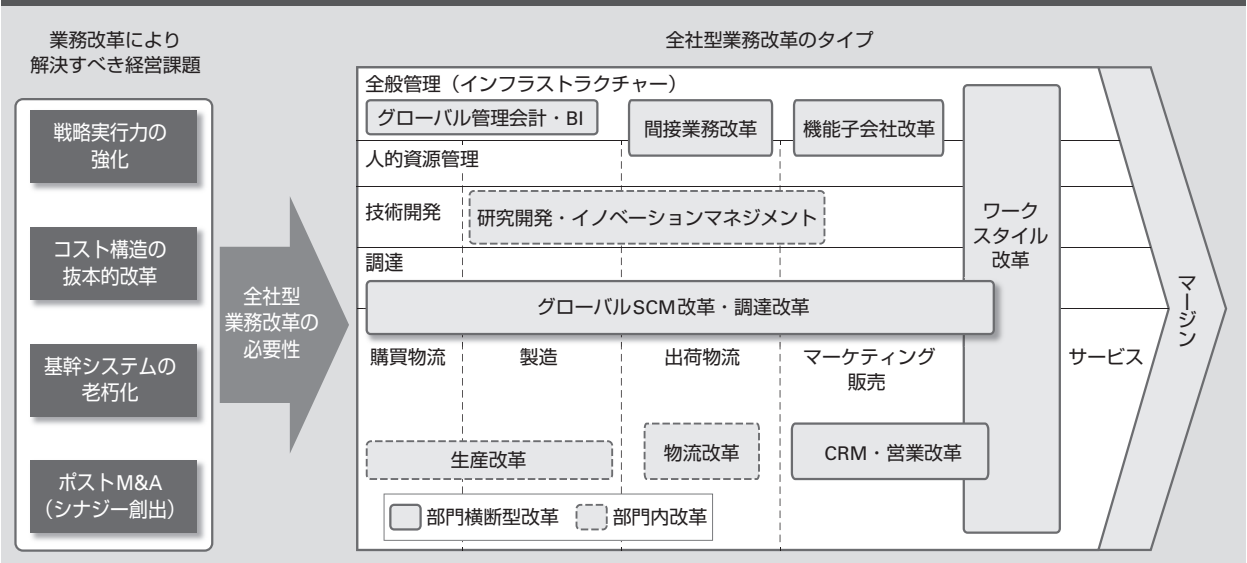 業務改革により
解決すべき経営課題
戦略実行力の
強化
コスト構造の
抜本的改革
基幹システムの
老朽化
ポストM&A
（シナジー創出）
全社型
業務改革の
必要性
全社型業務改革のタイプ
全般管理（インフラストラクチャー）
グローバル管理会計・BI
間接業務改革
機能子会社改革
人的資源管理
技術開発
研究開発・イノベーションマネジメント
ワーク
スタイル
改革
調達
グローバルSCM改革・調達改革
購買物流
製造
出荷物流
マーケティング
販売
サービス
マージン
生産改革
物流改革
CRM・営業改革
部門横断型改革
部門内改革